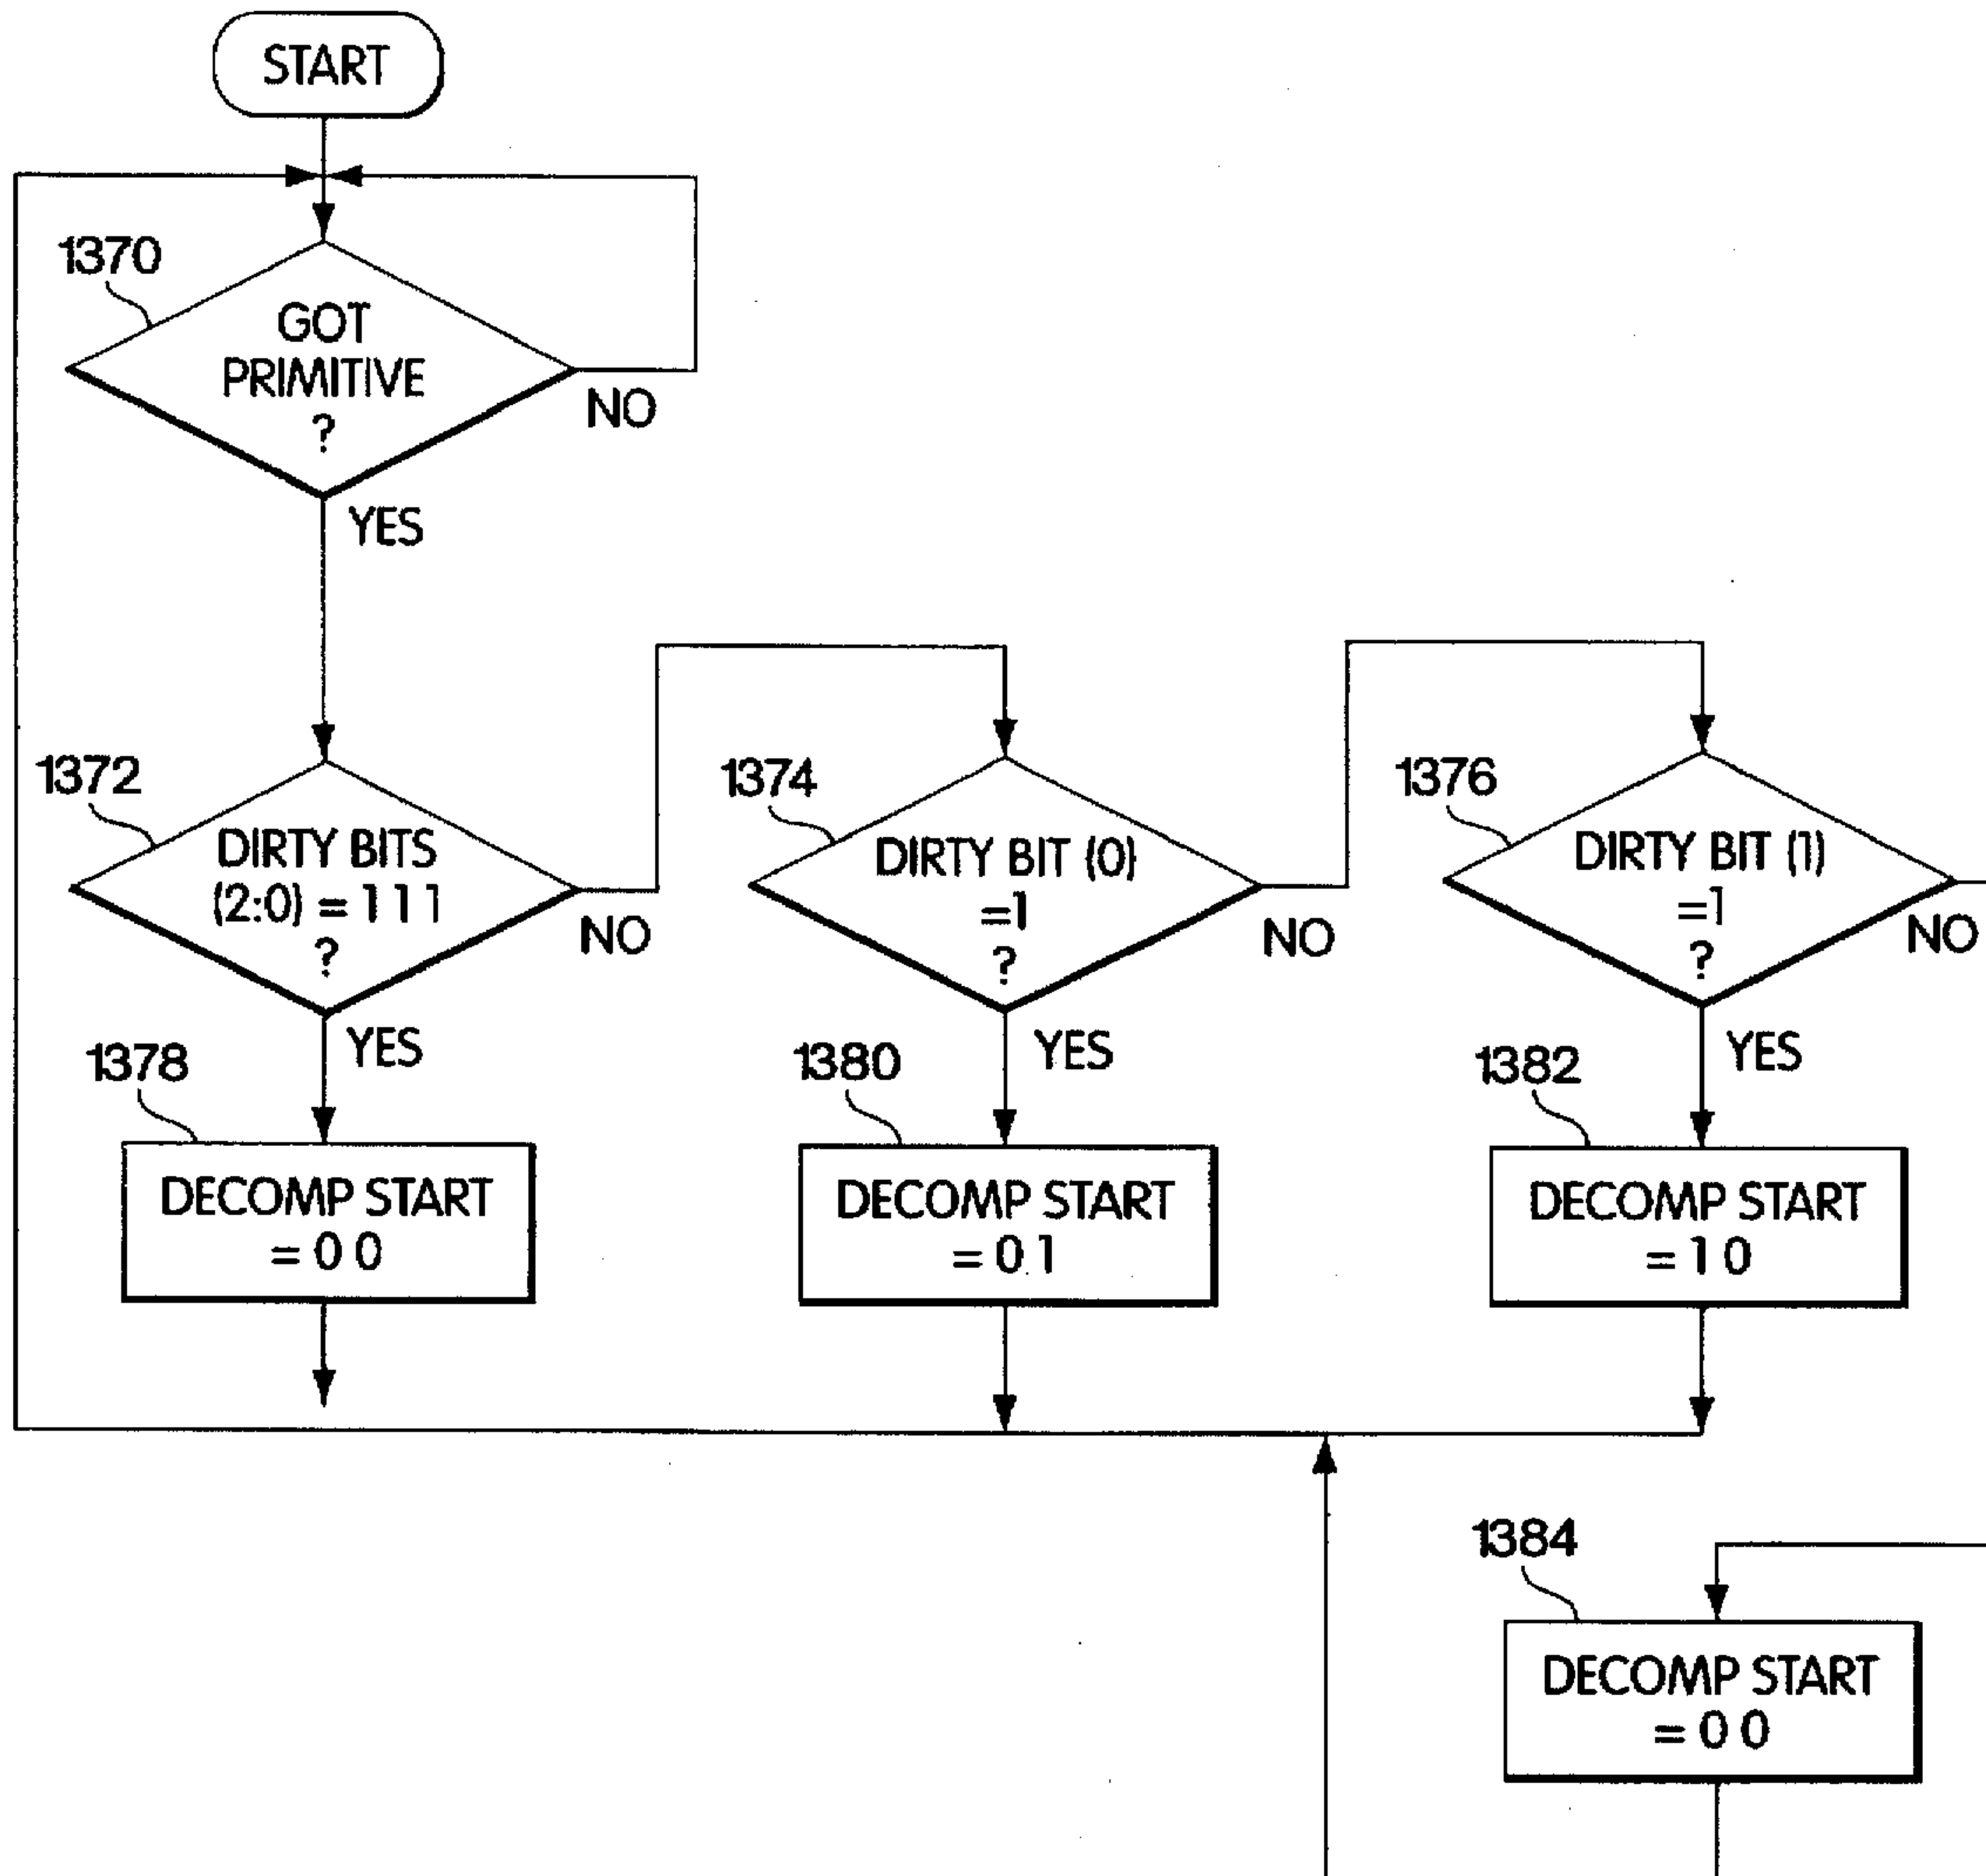 START
1370
GOT
PRIMITIVE
?
NO
YES
1372
DIRTY BITS
(2:0) = 1 1 1
?
NO
YES
1374
DIRTY BIT (0)
=1
?
NO
YES
1376
DIRTY BIT (1)
=1
?
NO
YES
1378
DECOMP START
= 0 0
1380
DECOMP START
= 0 1
1382
DECOMP START
= 1 0
1384
DECOMP START
= 0 0